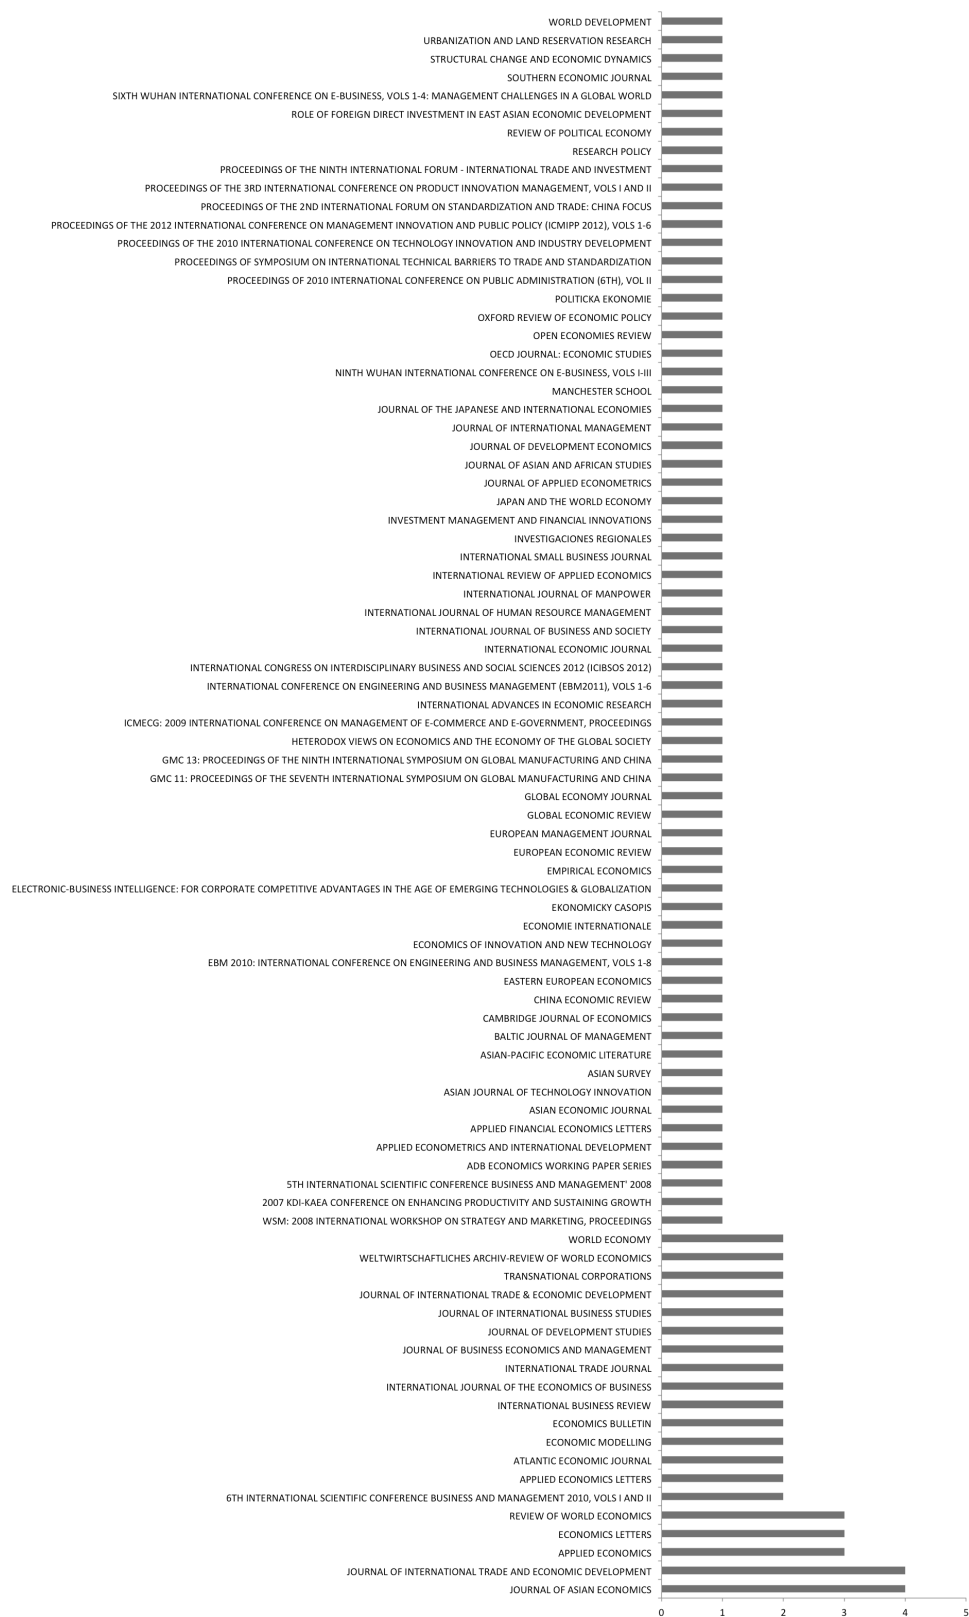 WORLD DEVELOPMENT
URBANIZATION AND LAND RESERVATION RESEARCH
STRUCTURAL CHANGE AND ECONOMIC DYNAMICS
SOUTHERN ECONOMIC JOURNAL
SIXTH WUHAN INTERNATIONAL CONFERENCE ON E-BUSINESS, VOLS 1-4: MANAGEMENT CHALLENGES IN A GLOBAL WORLD
ROLE OF FOREIGN DIRECT INVESTMENT IN EAST ASIAN ECONOMIC DEVELOPMENT
REVIEW OF POLITICAL ECONOMY
RESEARCH POLICY
PROCEEDINGS OF THE NINTH INTERNATIONAL FORUM - INTERNATIONAL TRADE AND INVESTMENT
PROCEEDINGS OF THE 3RD INTERNATIONAL CONFERENCE ON PRODUCT INNOVATION MANAGEMENT, VOLS I AND II
PROCEEDINGS OF THE 2ND INTERNATIONAL FORUM ON STANDARDIZATION AND TRADE: CHINA FOCUS
PROCEEDINGS OF THE 2012 INTERNATIONAL CONFERENCE ON MANAGEMENT INNOVATION AND PUBLIC POLICY (ICMIPP 2012), VOLS 1-6
PROCEEDINGS OF THE 2010 INTERNATIONAL CONFERENCE ON TECHNOLOGY INNOVATION AND INDUSTRY DEVELOPMENT
PROCEEDINGS OF SYMPOSIUM ON INTERNATIONAL TECHNICAL BARRIERS TO TRADE AND STANDARDIZATION
PROCEEDINGS OF 2010 INTERNATIONAL CONFERENCE ON PUBLIC ADMINISTRATION (6TH), VOL II
POLITICKA EKONOMIE
OXFORD REVIEW OF ECONOMIC POLICY
OPEN ECONOMIES REVIEW
OECD JOURNAL: ECONOMIC STUDIES
NINTH WUHAN INTERNATIONAL CONFERENCE ON E-BUSINESS, VOLS I-III
MANCHESTER SCHOOL
JOURNAL OF THE JAPANESE AND INTERNATIONAL ECONOMIES
JOURNAL OF INTERNATIONAL MANAGEMENT
JOURNAL OF DEVELOPMENT ECONOMICS
JOURNAL OF ASIAN AND AFRICAN STUDIES
JOURNAL OF APPLIED ECONOMETRICS
JAPAN AND THE WORLD ECONOMY
INVESTMENT MANAGEMENT AND FINANCIAL INNOVATIONS
INVESTIGACIONES REGIONALES
INTERNATIONAL SMALL BUSINESS JOURNAL
INTERNATIONAL REVIEW OF APPLIED ECONOMICS
INTERNATIONAL JOURNAL OF MANPOWER
INTERNATIONAL JOURNAL OF HUMAN RESOURCE MANAGEMENT
INTERNATIONAL JOURNAL OF BUSINESS AND SOCIETY
INTERNATIONAL ECONOMIC JOURNAL
INTERNATIONAL CONGRESS ON INTERDISCIPLINARY BUSINESS AND SOCIAL SCIENCES 2012 (ICIBSOS 2012)
INTERNATIONAL CONFERENCE ON ENGINEERING AND BUSINESS MANAGEMENT (EBM2011), VOLS 1-6
INTERNATIONAL ADVANCES IN ECONOMIC RESEARCH
ICMECG: 2009 INTERNATIONAL CONFERENCE ON MANAGEMENT OF E-COMMERCE AND E-GOVERNMENT, PROCEEDINGS
HETERODOX VIEWS ON ECONOMICS AND THE ECONOMY OF THE GLOBAL SOCIETY
GMC 13: PROCEEDINGS OF THE NINTH INTERNATIONAL SYMPOSIUM ON GLOBAL MANUFACTURING AND CHINA
GMC 11: PROCEEDINGS OF THE SEVENTH INTERNATIONAL SYMPOSIUM ON GLOBAL MANUFACTURING AND CHINA
GLOBAL ECONOMY JOURNAL
GLOBAL ECONOMIC REVIEW
EUROPEAN MANAGEMENT JOURNAL
EUROPEAN ECONOMIC REVIEW
EMPIRICAL ECONOMICS
ELECTRONIC-BUSINESS INTELLIGENCE: FOR CORPORATE COMPETITIVE ADVANTAGES IN THE AGE OF EMERGING TECHNOLOGIES & GLOBALIZATION
EKONOMICKY CASOPIS
ECONOMIE INTERNATIONALE
ECONOMICS OF INNOVATION AND NEW TECHNOLOGY
EBM 2010: INTERNATIONAL CONFERENCE ON ENGINEERING AND BUSINESS MANAGEMENT, VOLS 1-8
EASTERN EUROPEAN ECONOMICS
CHINA ECONOMIC REVIEW
CAMBRIDGE JOURNAL OF ECONOMICS
BALTIC JOURNAL OF MANAGEMENT
ASIAN-PACIFIC ECONOMIC LITERATURE
ASIAN SURVEY
ASIAN JOURNAL OF TECHNOLOGY INNOVATION
ASIAN ECONOMIC JOURNAL
APPLIED FINANCIAL ECONOMICS LETTERS
APPLIED ECONOMETRICS AND INTERNATIONAL DEVELOPMENT
ADB ECONOMICS WORKING PAPER SERIES
5TH INTERNATIONAL SCIENTIFIC CONFERENCE BUSINESS AND MANAGEMENT' 2008
2007 KDI-KAEA CONFERENCE ON ENHANCING PRODUCTIVITY AND SUSTAINING GROWTH
WSM: 2008 INTERNATIONAL WORKSHOP ON STRATEGY AND MARKETING, PROCEEDINGS
WORLD ECONOMY
WELTWIRTSCHAFTLICHES ARCHIV-REVIEW OF WORLD ECONOMICS
TRANSNATIONAL CORPORATIONS
JOURNAL OF INTERNATIONAL TRADE & ECONOMIC DEVELOPMENT
JOURNAL OF INTERNATIONAL BUSINESS STUDIES
JOURNAL OF DEVELOPMENT STUDIES
JOURNAL OF BUSINESS ECONOMICS AND MANAGEMENT
INTERNATIONAL TRADE JOURNAL
INTERNATIONAL JOURNAL OF THE ECONOMICS OF BUSINESS
INTERNATIONAL BUSINESS REVIEW
ECONOMICS BULLETIN
ECONOMIC MODELLING
ATLANTIC ECONOMIC JOURNAL
APPLIED ECONOMICS LETTERS
6TH INTERNATIONAL SCIENTIFIC CONFERENCE BUSINESS AND MANAGEMENT 2010, VOLS I AND II
REVIEW OF WORLD ECONOMICS
ECONOMICS LETTERS
APPLIED ECONOMICS
JOURNAL OF INTERNATIONAL TRADE AND ECONOMIC DEVELOPMENT
JOURNAL OF ASIAN ECONOMICS
0 1 2 3 4 5